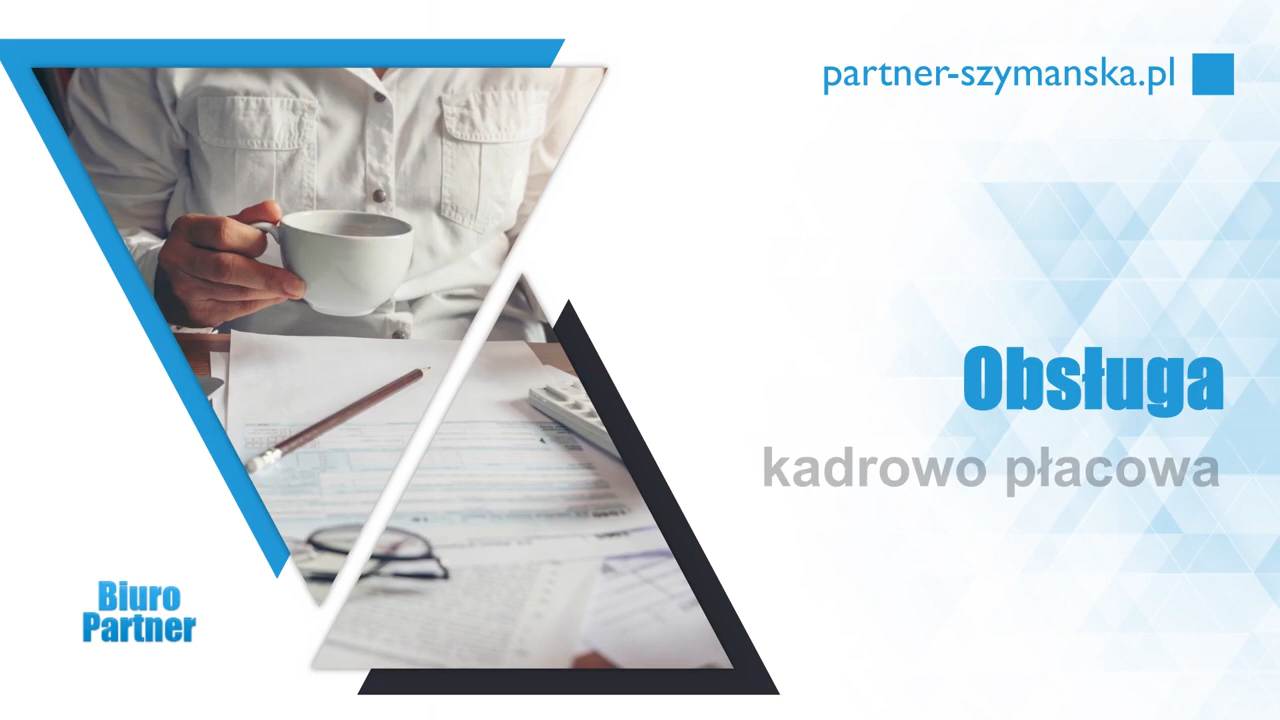 partner-szymanska.pl
Obsługa
kadrowo płacowa
Biuro
Partner